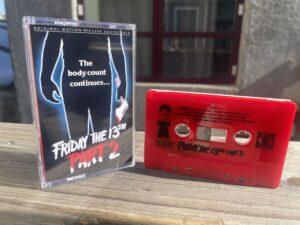 ORIGINAL MOTION PICTURE SOUNDTRACK
The
body count
continues...
FRIDAY THE 13TH
PART 2
FRIDAY THE 13TH PART 2